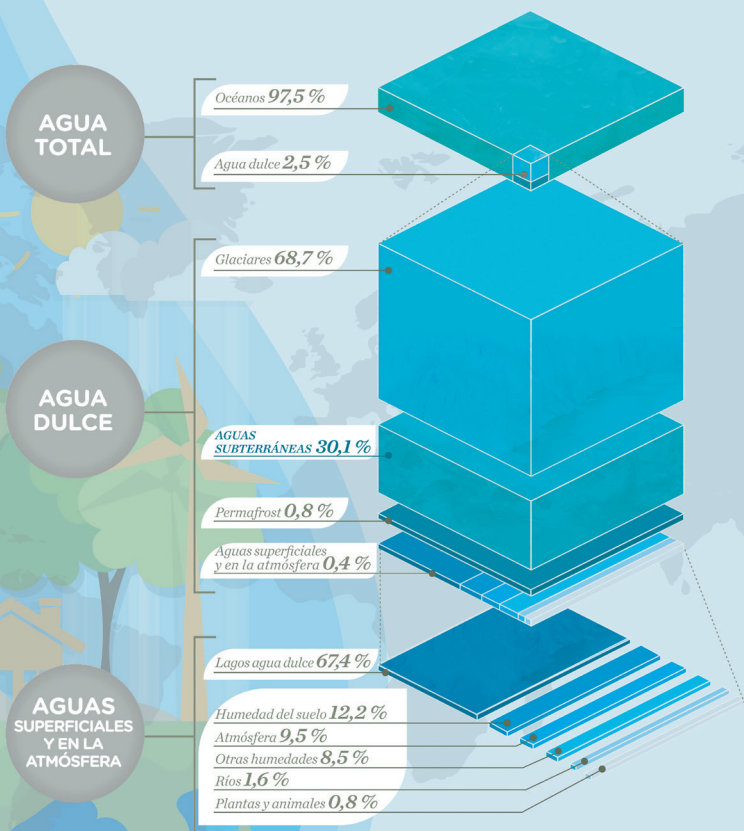 AGUA
TOTAL
Océanos 97,5 %
Agua dulce 2,5 %
AGUA
DULCE
Glaciares 68,7 %
AGUAS
SUBTERRÁNEAS 30,1 %
Permafrost 0,8 %
Aguas superficiales
y en la atmósfera 0,4 %
AGUAS
SUPERFICIALES
Y EN LA
ATMÓSFERA
Lagos agua dulce 67,4 %
Humedad del suelo 12,2 %
Atmósfera 9,5 %
Otras humedades 8,5 %
Ríos 1,6 %
Plantas y animales 0,8 %